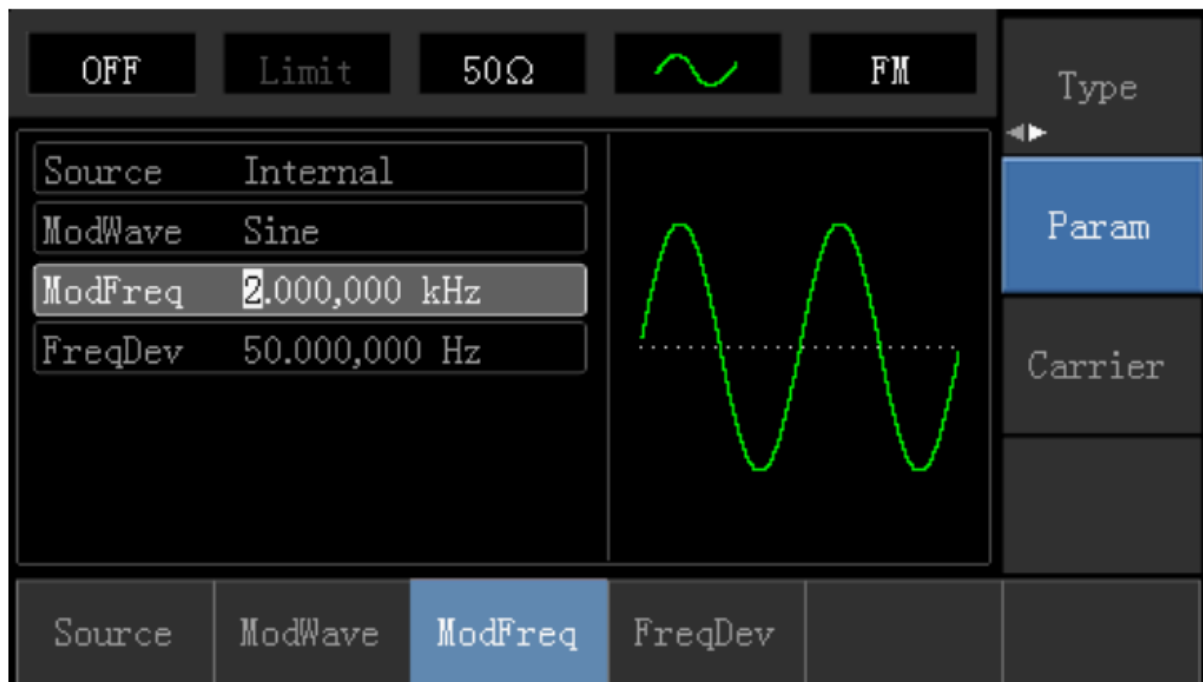 OFF Limit 50Ω FM
Type
Source Internal
ModWave Sine
ModFreq 2.000,000 kHz
FreqDev 50.000,000 Hz
Param
Carrier
Source ModWave ModFreq FreqDev